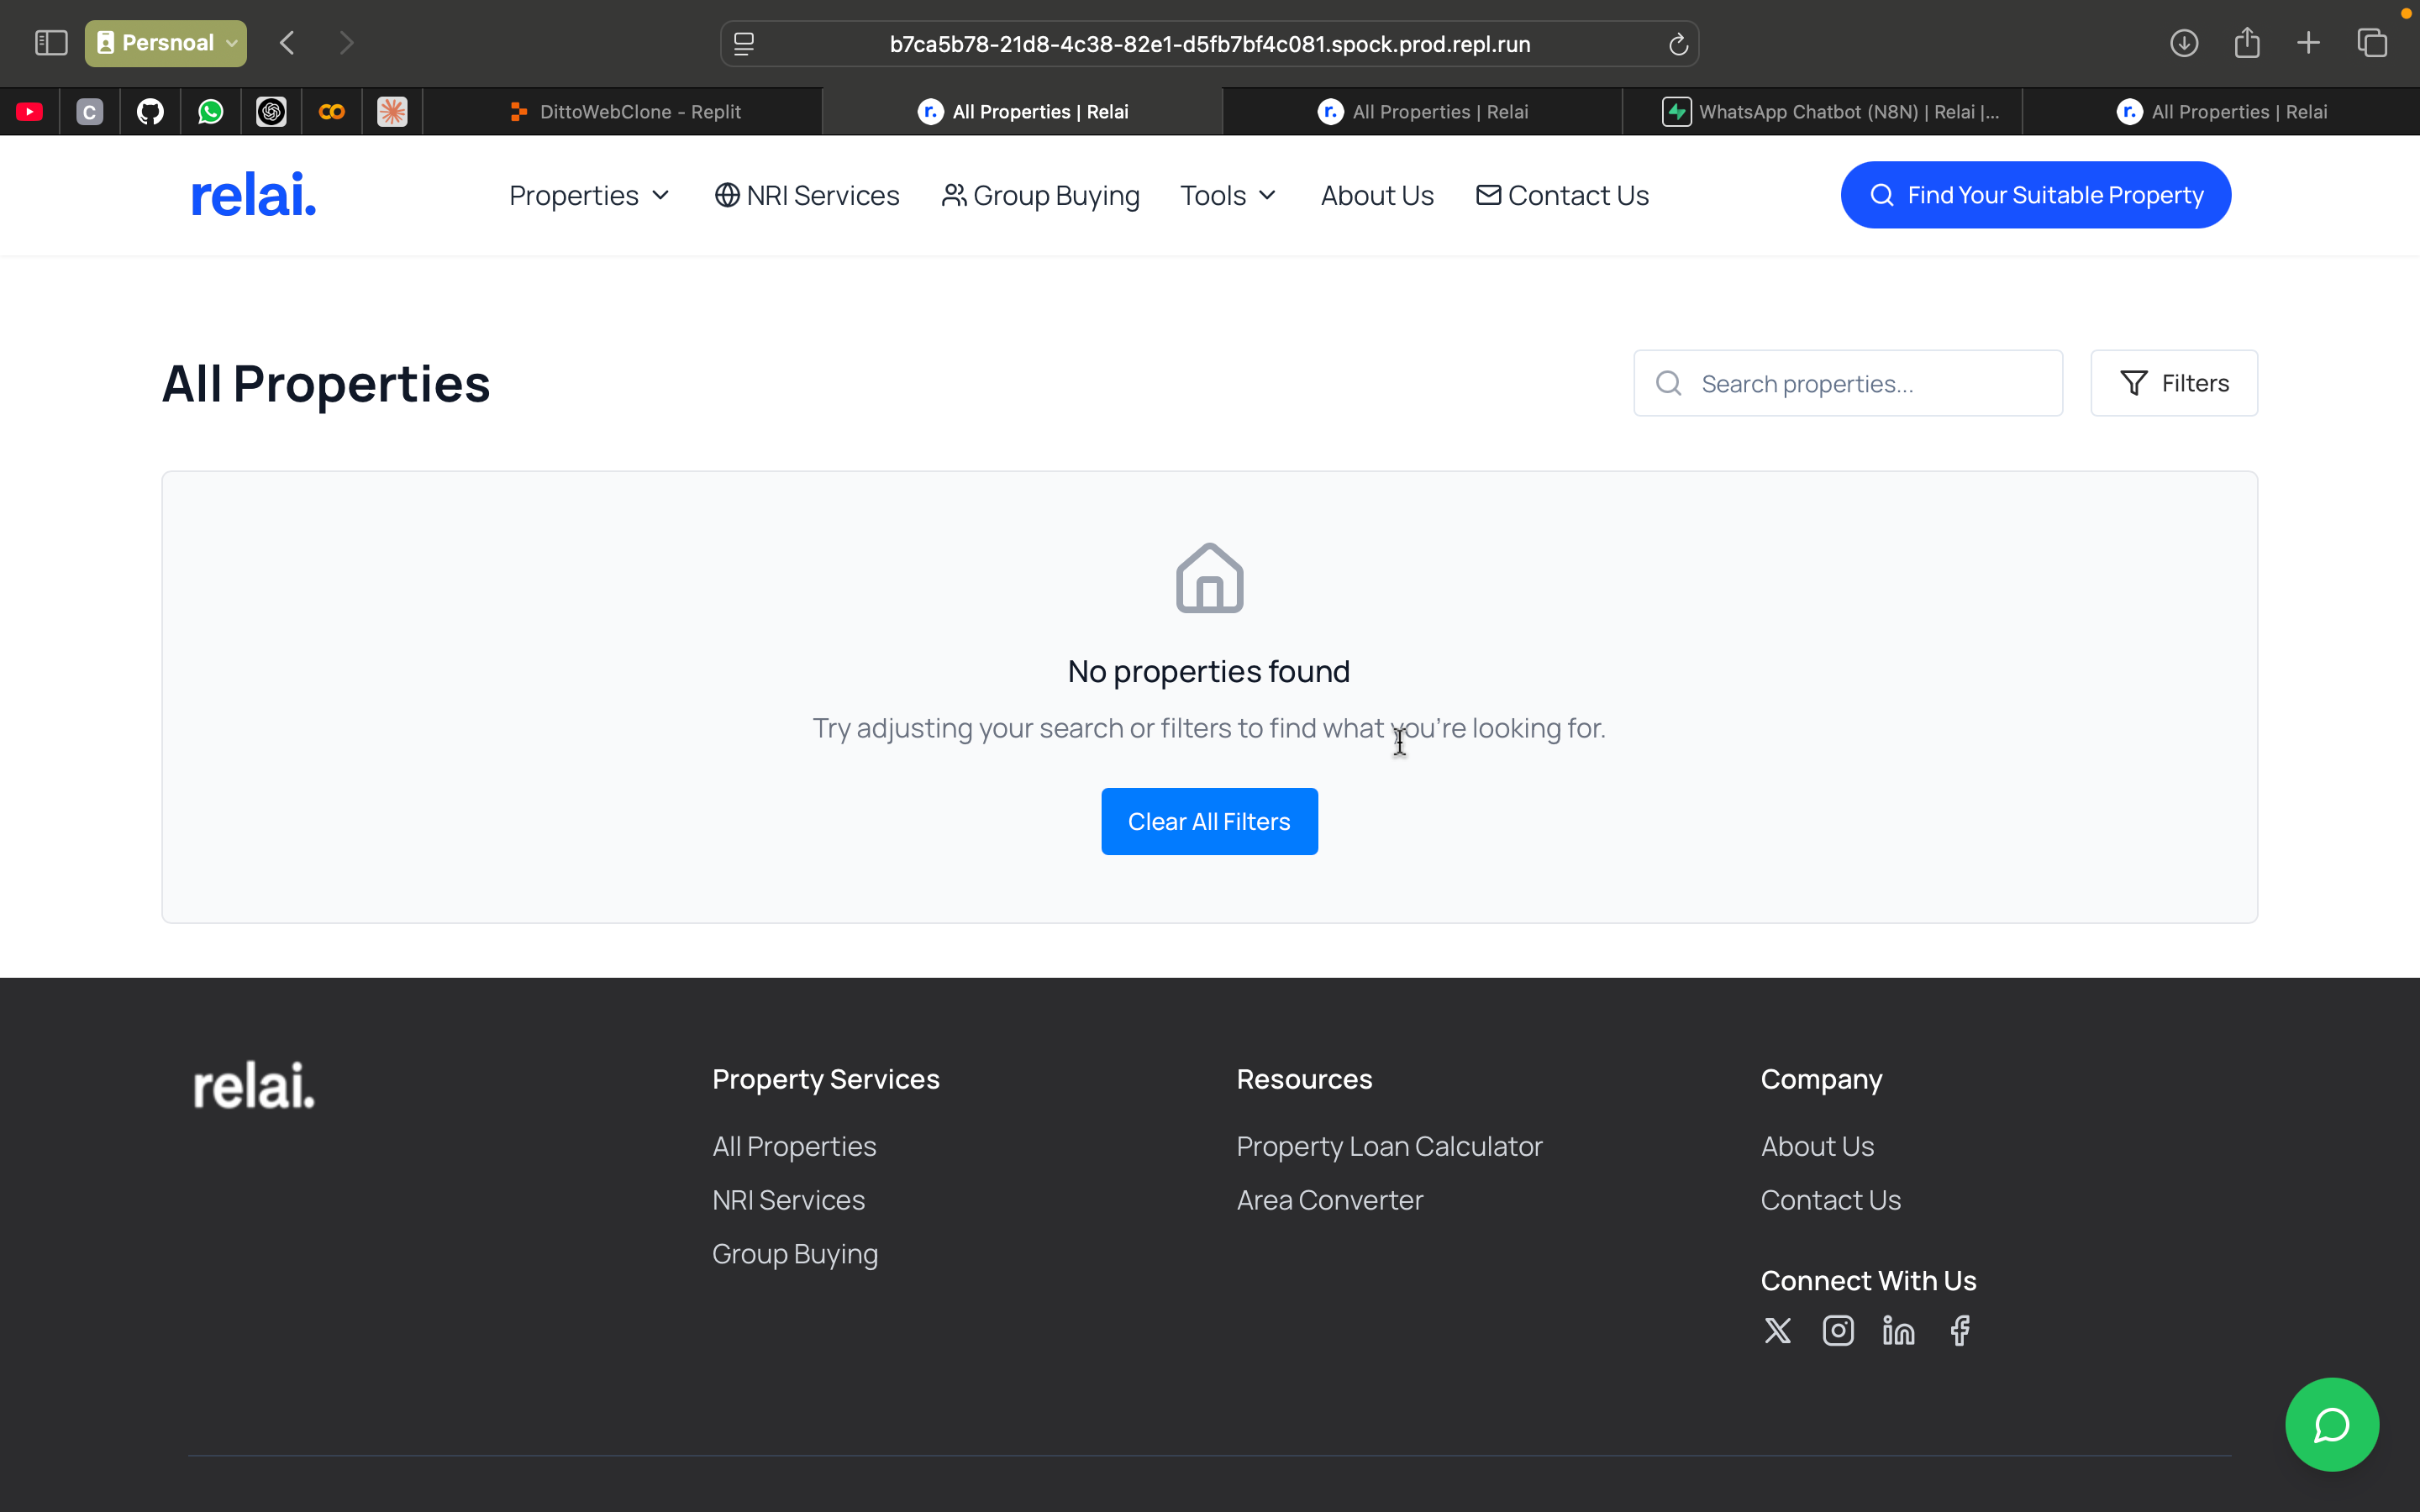 Persnoal
b7ca5b78-21d8-4c38-82e1-d5fb7bf4c081.spock.prod.repl.run
C
DittoWebClone - Replit
r. All Properties | Relai
r. All Properties | Relai
WhatsApp Chatbot (N8N) | Relai |...
r. All Properties | Relai
relai.
Properties
NRI Services
Group Buying
Tools
About Us
Contact Us
Find Your Suitable Property
All Properties
Search properties...
Filters
No properties found
Try adjusting your search or filters to find what you're looking for.
Clear All Filters
relai.
Property Services
All Properties
NRI Services
Group Buying
Resources
Property Loan Calculator
Area Converter
Company
About Us
Contact Us
Connect With Us